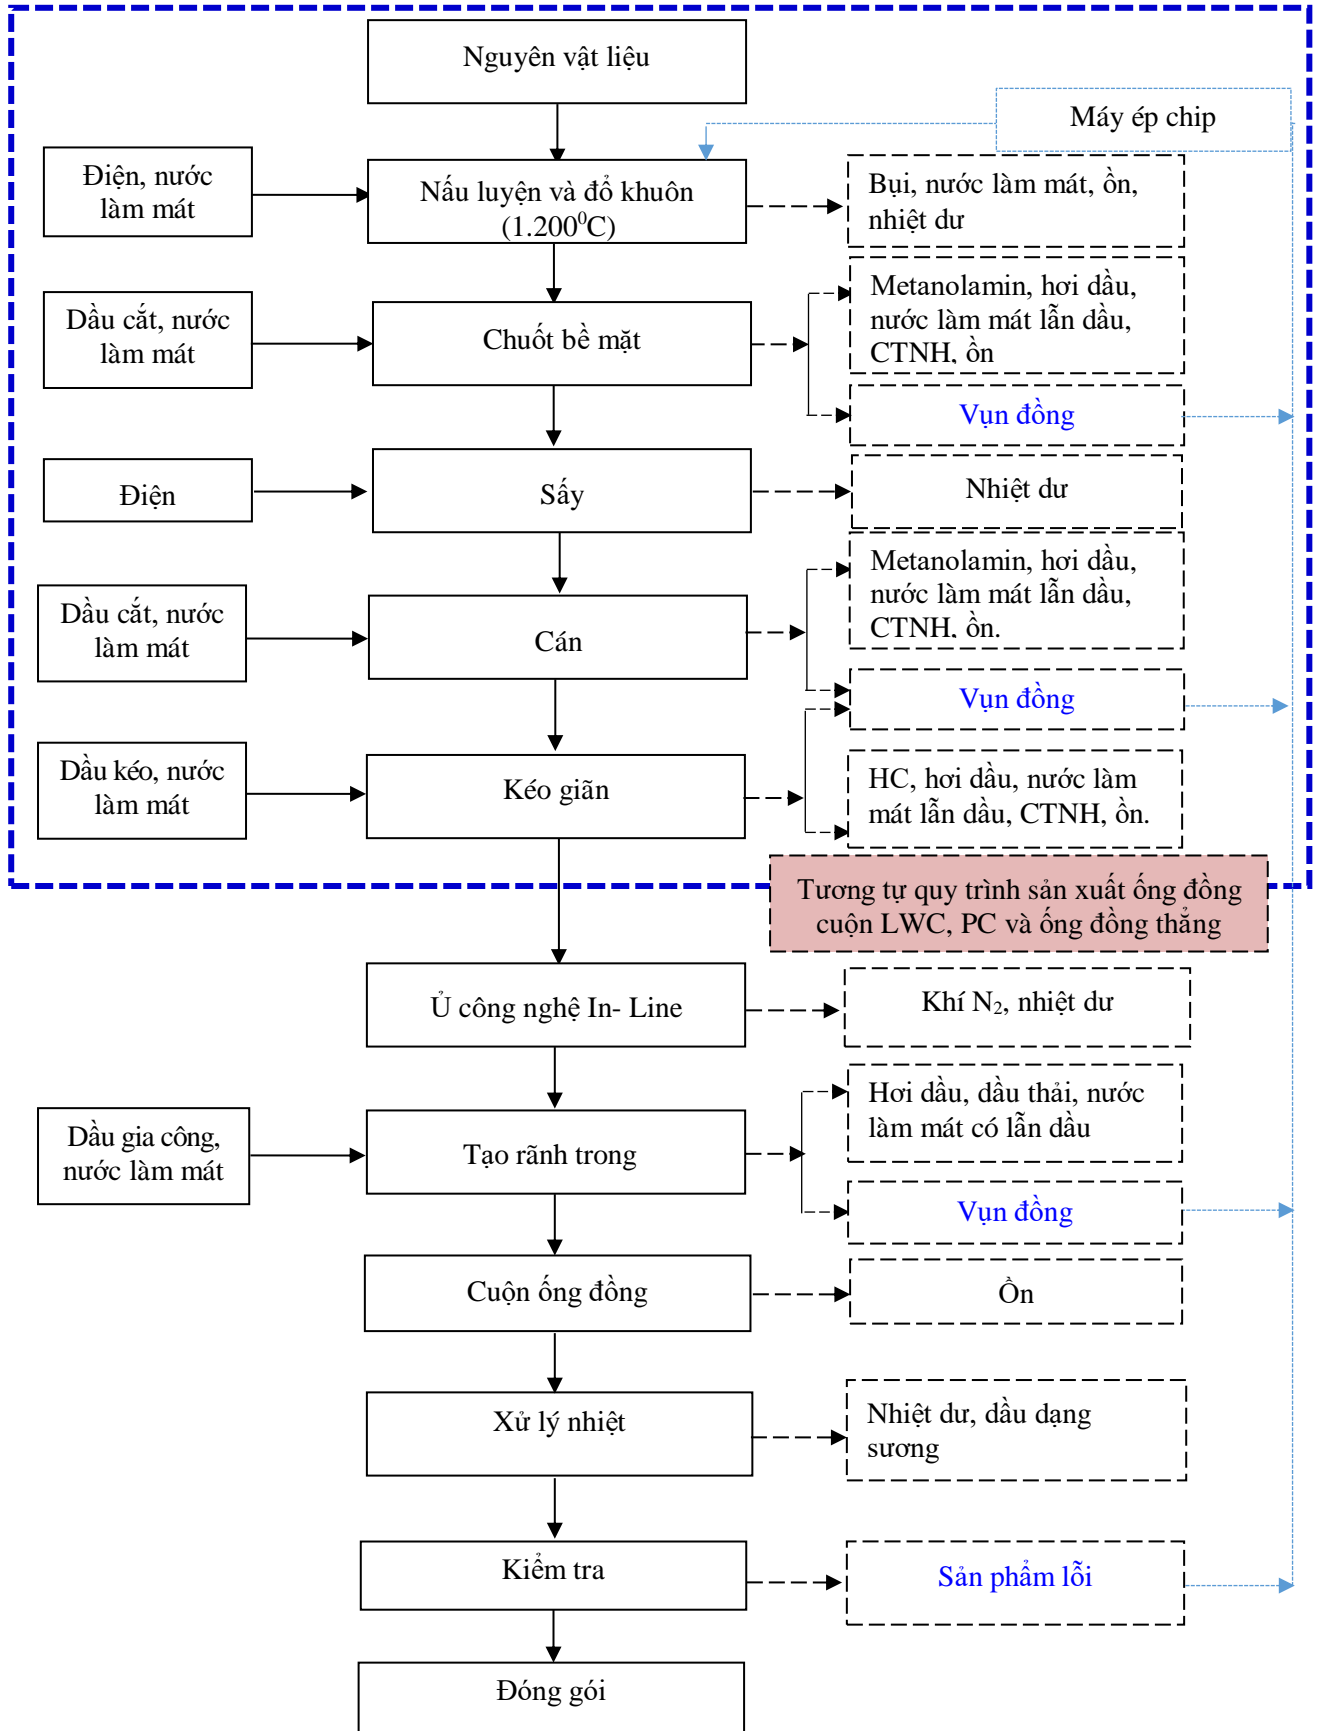 Nguyên vật liệu
Máy ép chip
Điện, nước
làm mát
Nấu luyện và đổ khuôn
(1.200⁰C)
Bụi, nước làm mát, ồn,
nhiệt dư
Dầu cắt, nước
làm mát
Chuốt bề mặt
Metanolamin, hơi dầu,
nước làm mát lẫn dầu,
CTNH, ồn
Vụn đồng
Điện
Sấy
Nhiệt dư
Dầu cắt, nước
làm mát
Cán
Metanolamin, hơi dầu,
nước làm mát lẫn dầu,
CTNH, ồn.
Vụn đồng
Dầu kéo, nước
làm mát
Kéo giãn
HC, hơi dầu, nước làm
mát lẫn dầu, CTNH, ồn.
Tương tự quy trình sản xuất ống đồng
cuộn LWC, PC và ống đồng thẳng
Ủ công nghệ In- Line
Khí N₂, nhiệt dư
Dầu gia công,
nước làm mát
Tạo rãnh trong
Hơi dầu, dầu thải, nước
làm mát có lẫn dầu
Vụn đồng
Cuộn ống đồng
Ồn
Xử lý nhiệt
Nhiệt dư, dầu dạng
sương
Kiểm tra
Sản phẩm lỗi
Đóng gói